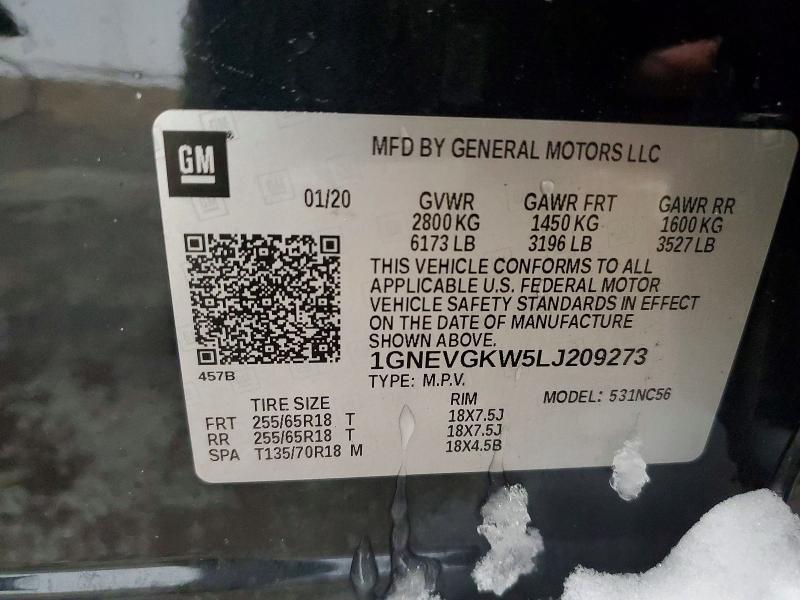 GM
MFD BY GENERAL MOTORS LLC
01/20 GVWR GAWR FRT GAWR RR
2800 KG 1450 KG 1600 KG
6173 LB 3196 LB 3527 LB
THIS VEHICLE CONFORMS TO ALL
APPLICABLE U.S. FEDERAL MOTOR
VEHICLE SAFETY STANDARDS IN EFFECT
ON THE DATE OF MANUFACTURE
SHOWN ABOVE.
1GNEVGKW5LJ209273
457B
TYPE: M.P.V. MODEL: 531NC56
TIRE SIZE RIM
FRT 255/65R18 T 18X7.5J
RR 255/65R18 T 18X7.5J
SPA T135/70R18 M 18X4.5B